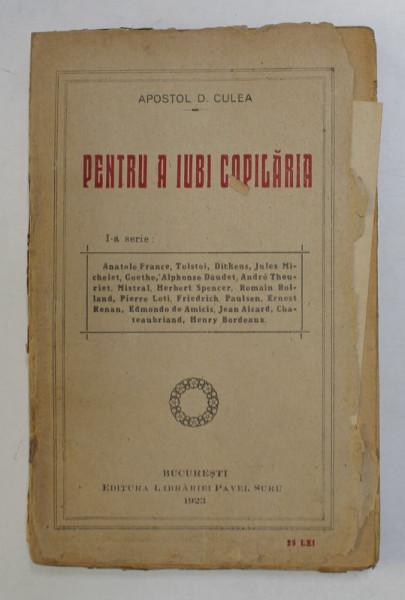 APOSTOL D. CULEA
PENTRU A IUBI COPILĂRIA
I-a serie :
Anatole France, Tolstoi, Dickens, Jules Mi-
chelet, Goethe, Alphonse Daudet, André Theu-
riet, Mistral, Herbert Spencer, Romain Rol-
land, Pierre Loti, Friedrich Paulsen, Ernest
Renan, Edmondo de Amicis, Jean Aicard, Cha-
teaubriand, Henry Bordeaux.
BUCUREȘTI
EDITURA LIBRĂRIEI PAVEL SURU
1923
LEI